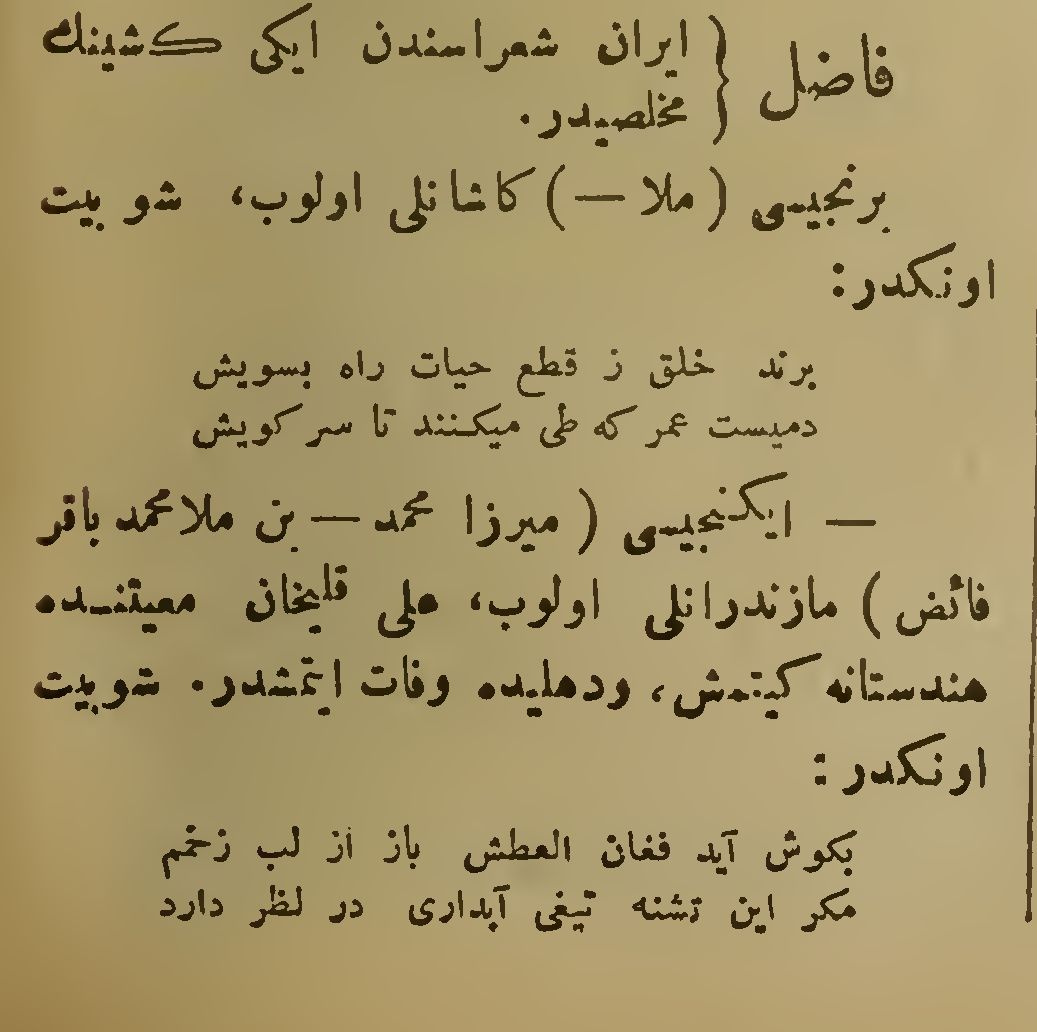 فاضل { ایران شعراسندن ایکی کشینك
مخلصیدر.
برنجیسی (ملا —) کاشانلی اولوب، شو بیت
اونکدر:
برند خلق ز قطع حیات راه بسویش
دمیست عمر که طی میکنند تا سر کویش
— ایکنجیسی (میرزا محمد — بن ملا محمد باقر
فائض) مازندرانلی اولوب، علی قلیخان معیتنده
هندستانه کیتمش، ودهلیده وفات ایتمشدر. شو بیت
اونکدر:
بکوش آید فغان العطش باز از لب زخمم
مکر این تشنه تیغی آبداری در نظر دارد